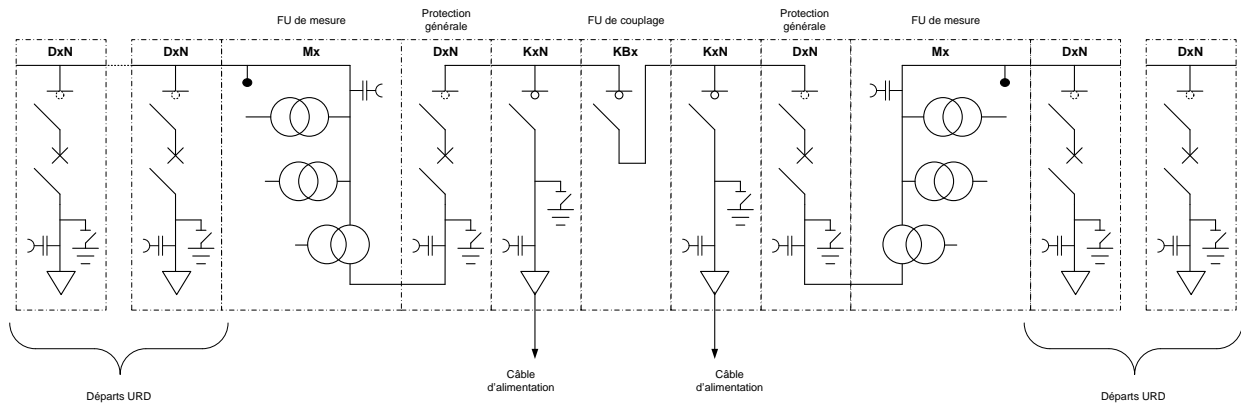 FU de mesure
Protection
générale
FU de couplage
Protection
générale
FU de mesure
DxN
DxN
Mx
DxN
KxN
KBx
KxN
DxN
Mx
DxN
DxN
Câble
d'alimentation
Câble
d'alimentation
Départs URD
Départs URD